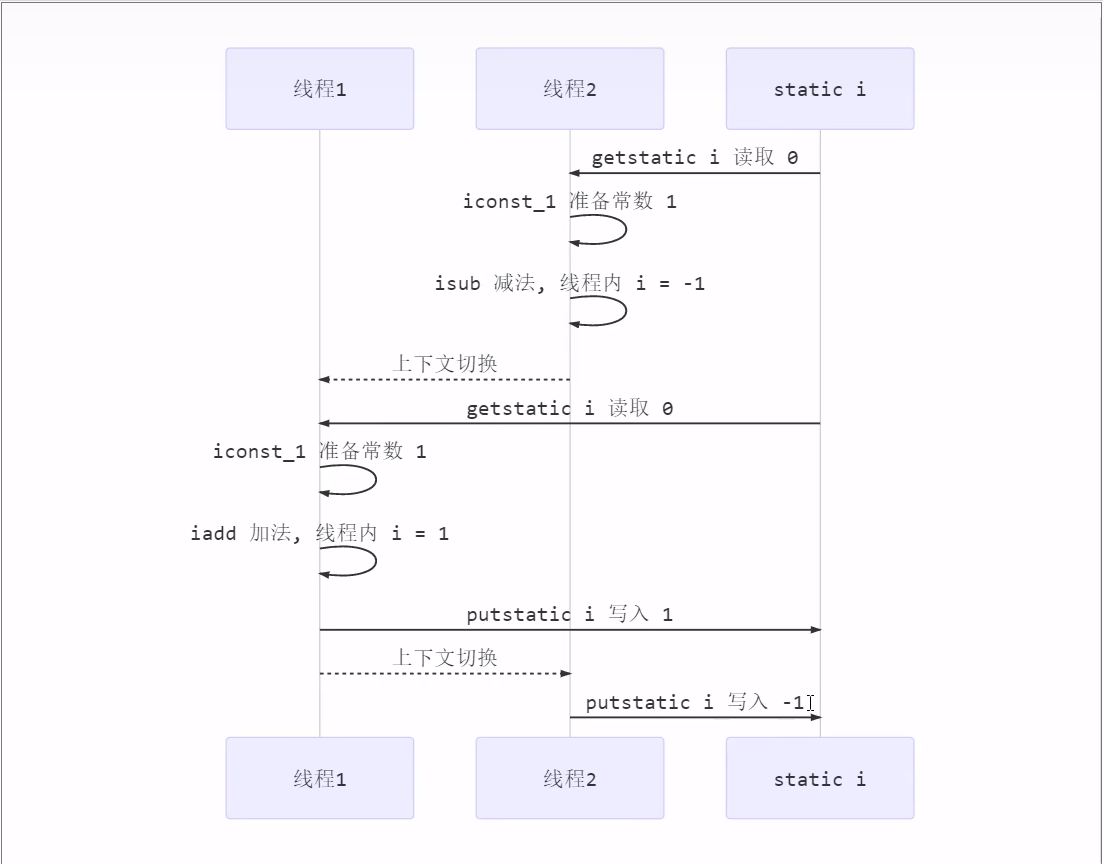 线程1
线程2
static i
getstatic i 读取 0
iconst_1 准备常数 1
isub 减法, 线程内 i = -1
上下文切换
getstatic i 读取 0
iconst_1 准备常数 1
iadd 加法, 线程内 i = 1
putstatic i 写入 1
上下文切换
putstatic i 写入 -1
线程1
线程2
static i